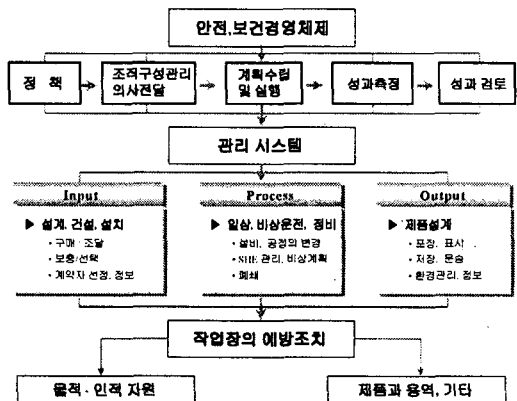 안전,보건경영체제
정 책
조직구성관리
의사전달
계획수립
및 실행
성과측정
성과 검토
관리 시스템
Input
▶ 설계, 건설, 설치
• 구매 · 조달
• 보충/선택
• 계약자 선정, 정보
Process
▶ 일상, 비상운전, 정비
• 설비, 공정의 변경
• SHE 관리, 비상계획
• 폐쇄
Output
▶ 제품설계
• 포장, 표시
• 저장, 운송
• 환경관리, 정보
작업장의 예방조치
물적 · 인적 자원
제품과 용역, 기타